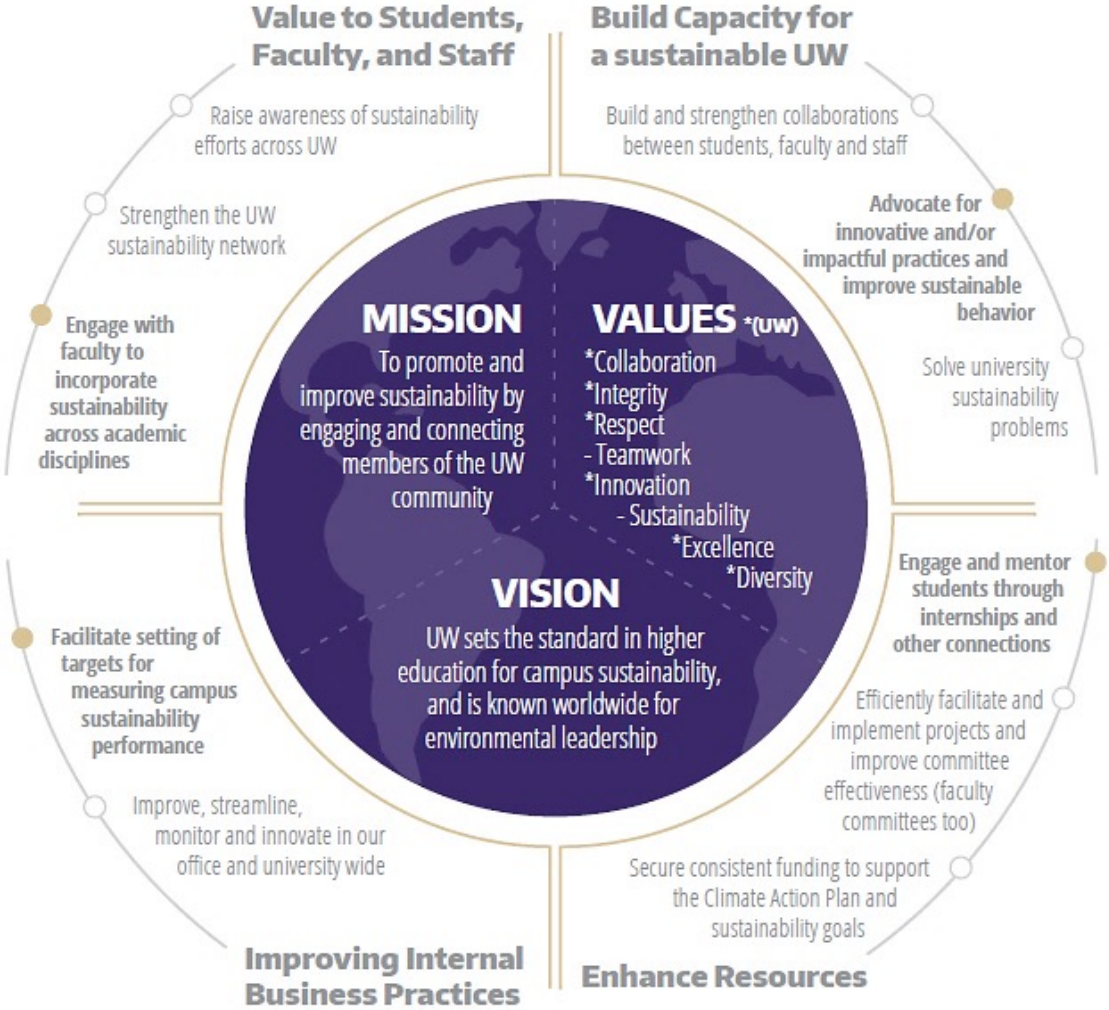 Value to Students,
Faculty, and Staff
Raise awareness of sustainability
efforts across UW
Strengthen the UW
sustainability network
Engage with
faculty to
incorporate
sustainability
across academic
disciplines
Build Capacity for
a sustainable UW
Build and strengthen collaborations
between students, faculty and staff
Advocate for
innovative and/or
impactful practices and
improve sustainable
behavior
Solve university
sustainability
problems
MISSION
To promote and
improve sustainability by
engaging and connecting
members of the UW
community
VALUES *(UW)
*Collaboration
*Integrity
*Respect
- Teamwork
*Innovation
- Sustainability
*Excellence
*Diversity
VISION
UW sets the standard in higher
education for campus sustainability,
and is known worldwide for
environmental leadership
Facilitate setting of
targets for
measuring campus
sustainability
performance
Improve, streamline,
monitor and innovate in our
office and university wide
Improving Internal
Business Practices
Engage and mentor
students through
internships and
other connections
Efficiently facilitate and
implement projects and
improve committee
effectiveness (faculty
committees too)
Secure consistent funding to support
the Climate Action Plan and
sustainability goals
Enhance Resources